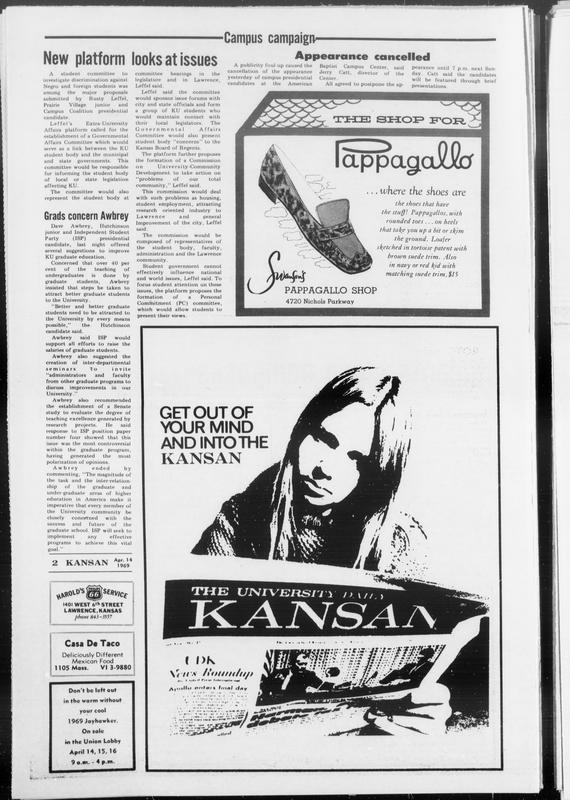 Campus campaign
New platform looks at issues
A student committee to
investigate discrimination against
Negro and foreign students was
among the major proposals
submitted by Rusty Leffel,
Prairie Village junior and
Campus Coalition presidential
candidate.
Leffel's Extra-University
Affairs platform called for the
establishment of a Governmental
Affairs Committee which would
serve as a link between the KU
student body and the municipal
and state governments. This
committee would be responsible
for informing the student body
of local or state legislation
affecting KU.
The committee would also
represent the student body at
committee hearings in the
legislature and in Lawrence,
Leffel said.
Leffel said the committee
would sponsor issue forums with
city and state officials and form
a group of KU students who
would maintain contact with
their local legislators. The
Governmental Affairs
Committee would also present
student body "concerns" to the
Kansas Board of Regents.
The platform further proposes
the formation of a Commission
on University-Community
Development to take action on
"problems of our total
community," Leffel said.
This commission would deal
with such problems as housing,
student employment, attracting
research oriented industry to
Lawrence and general
improvement of the city, Leffel
said.
The commission would be
composed of representatives of
the student body, faculty,
administration and the Lawrence
community.
Student government cannot
effectively influence national
and world issues, Leffel said. To
focus student attention on these
issues, the platform proposes the
formation of a Personal
Comittment (PC) committee,
which would allow students to
present their views.
Grads concern Awbrey
Dave Awbrey, Hutchinson
junior and Independent Student
Party (ISP) presidential
candidate, last night offered
several suggestions to improve
KU graduate education.
Concerned that over 40 per
cent of the teaching of
undergraduates is done by
graduate students, Awbrey
insisted that steps be taken to
attract better graduate students
to the University.
"Better and better graduate
students need to be attracted to
the University by every means
possible," the Hutchinson
candidate said.
Awbrey said ISP would
support all efforts to raise the
salaries of graduate students.
Awbrey also suggested the
creation of inter-departmental
seminars to invite
"administrators and faculty
from other graduate programs to
discuss improvements in our
University."
Awbrey also recommended
the establishment of a Senate
study to evaluate the degree of
teaching excellence generated by
research projects. He said
response to ISP position paper
number four showed that this
issue was the most controversial
within the graduate program,
having generated the most
polarization of opinions.
Awbrey ended by
commenting, "The magnitude of
the task and the inter-relation-
ship of the graduate and
under-graduate areas of higher
education in America make it
imperative that every member of
the University community be
closely concerned with the
success and future of the
graduate school. ISP will seek to
implement any effective
programs to achieve this vital
goal."
2 KANSAN Apr. 14
1969
Appearance cancelled
A publicity foul up caused the
cancellation of the appearance
yesterday of campus presidential
candidates at the American
Baptist Campus Center, said
Jerry Catt, director of the
Center.
All agreed to postpone the ap-
pearance until 7 p.m. next Sun-
day. Catt said the candidates
will be featured through brief
presentations.
THE SHOP FOR
Pappagallo
...where the shoes are
the shoes that have
the stuff! Pappagallos, with
rounded toes ... on heels
that take you up a bit or skim
the ground. Loafer
sketched in tortoise patent with
brown suede trim. Also
in navy or red kid with
matching suede trim, $15
Swanson's
PAPPAGALLO SHOP
4720 Nichols Parkway
GET OUT OF
YOUR MIND
AND INTO THE
KANSAN
THE UNIVERSITY DAILY
KANSAN
UDK
News Roundup
HAROLD'S 66 SERVICE
1401 WEST 6th STREET
LAWRENCE, KANSAS
phone 843-3557
Casa De Taco
Deliciously Different
Mexican Food
1105 Mass. VI 3-9880
Don't be left out
in the warm without
your cool
1969 Jayhawker.
On sale
in the Union Lobby
April 14, 15, 16
9 a.m. - 4 p.m.